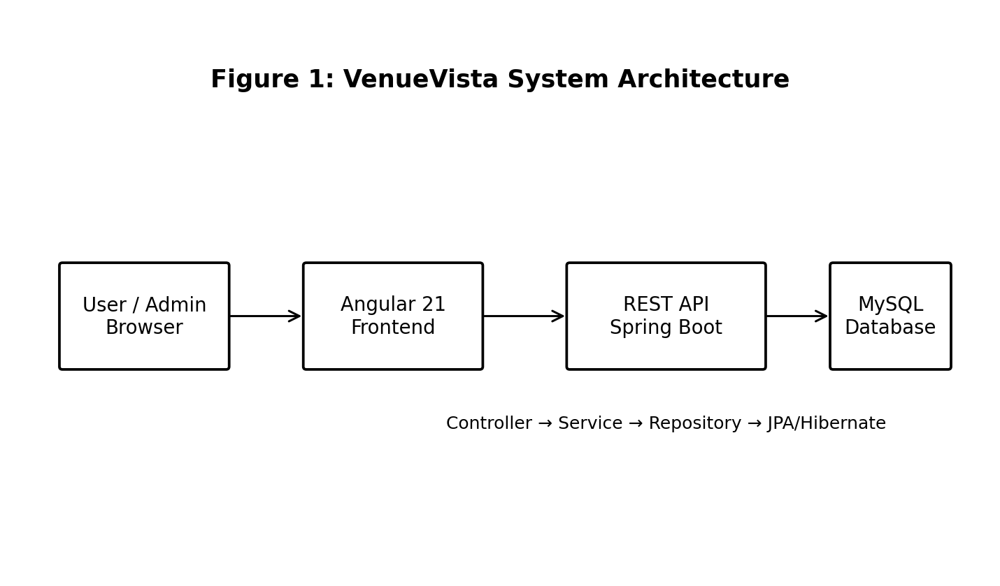 Figure 1: VenueVista System Architecture
User / Admin
Browser
Angular 21
Frontend
REST API
Spring Boot
MySQL
Database
Controller → Service → Repository → JPA/Hibernate